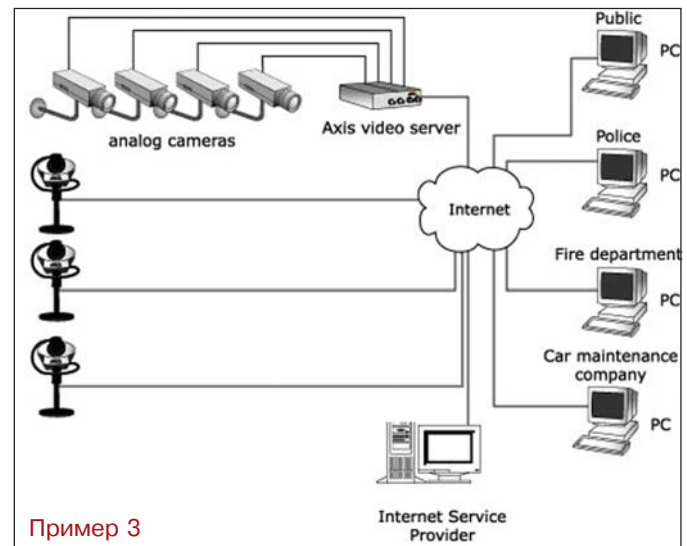 Public
PC
analog cameras
Axis video server
Police
PC
Internet
Fire department
PC
Car maintenance
company
PC
Internet Service
Provider
Пример 3